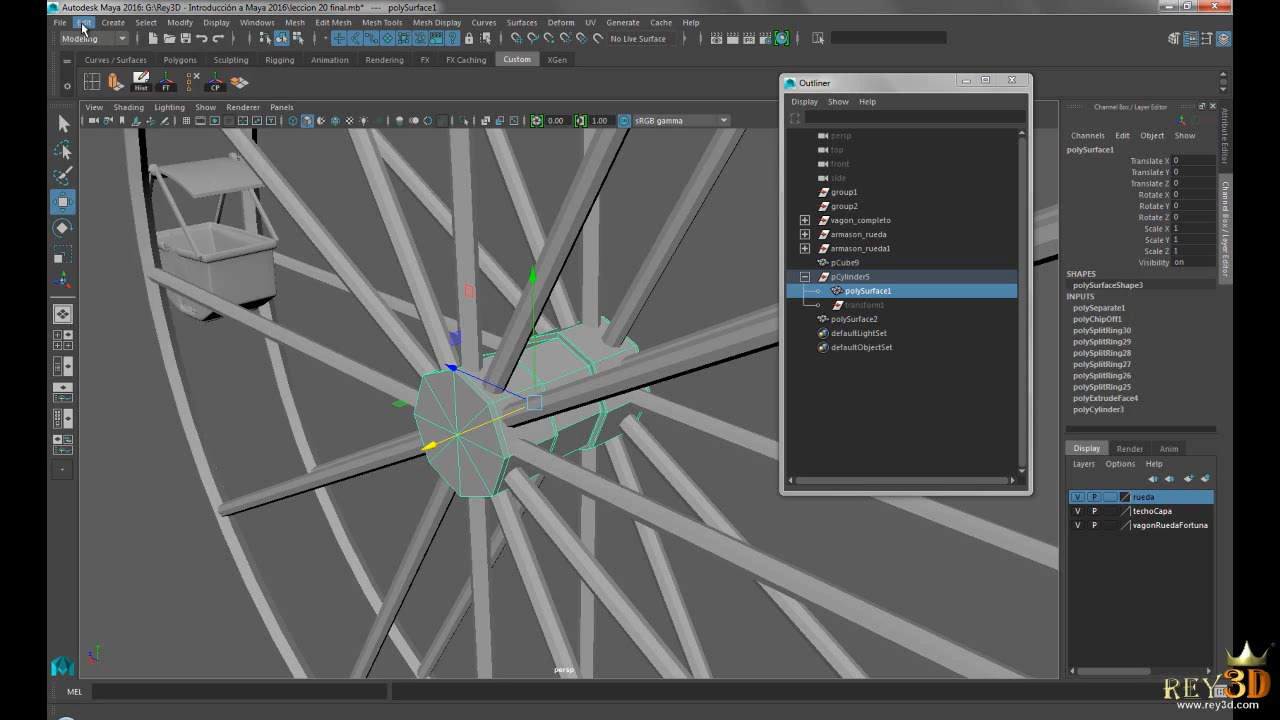 Autodesk Maya 2016: G:\Rey3D - Introducción a Maya 2016\leccion 20 final.mb* --- polySurface1
File Edit Create Select Modify Display Windows Mesh Edit Mesh Mesh Tools Mesh Display Curves Surfaces Deform UV Generate Cache Help
Modeling No Live Surface
Curves / Surfaces Polygons Sculpting Rigging Animation Rendering FX FX Caching Custom XGen
Hist FT CP
View Shading Lighting Show Renderer Panels
0.00 1.00 sRGB gamma
persp
Outliner
Display Show Help
persp
top
front
side
group1
group2
vagon_completo
armason_rueda
armason_rueda1
pCube9
pCylinder5
polySurface1
transform1
polySurface2
defaultLightSet
defaultObjectSet
Channel Box / Layer Editor
Channels Edit Object Show
polySurface1
Translate X 0
Translate Y 0
Translate Z 0
Rotate X 0
Rotate Y 0
Rotate Z 0
Scale X 1
Scale Y 1
Scale Z 1
Visibility on
SHAPES
polySurfaceShape3
INPUTS
polySeparate1
polyChipOff1
polySplitRing30
polySplitRing29
polySplitRing28
polySplitRing27
polySplitRing26
polySplitRing25
polyExtrudeFace4
polyCylinder3
Display Render Anim
Layers Options Help
V P rueda
V P techoCapa
V P vagonRuedaFortuna
Attribute Editor
Channel Box / Layer Editor
MEL
REY3D
www.rey3d.com